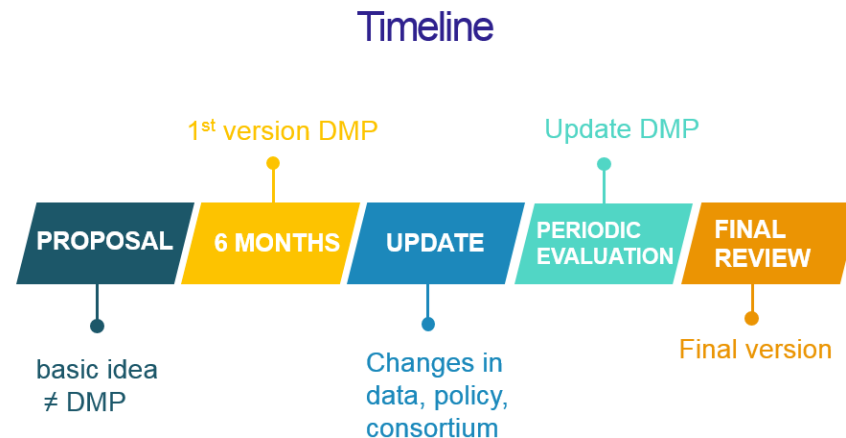 Timeline
1st version DMP
Update DMP
PROPOSAL
6 MONTHS
UPDATE
PERIODIC
EVALUATION
FINAL
REVIEW
basic idea
≠ DMP
Changes in
data, policy,
consortium
Final version